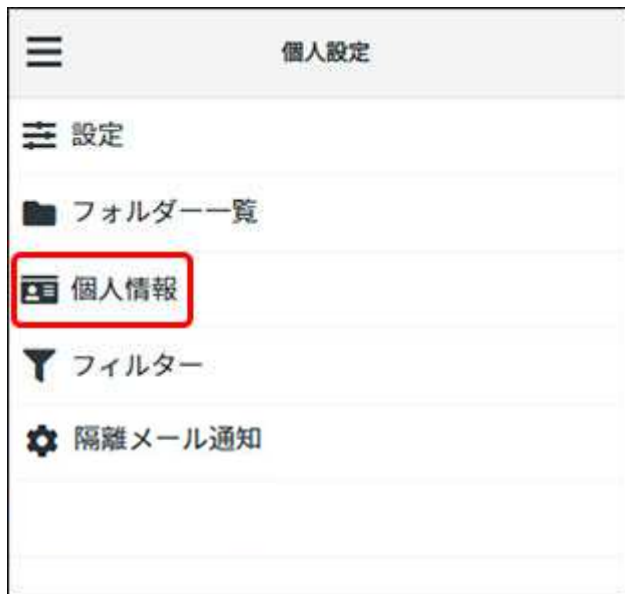 個人設定
設定
フォルダー一覧
個人情報
フィルター
隔離メール通知